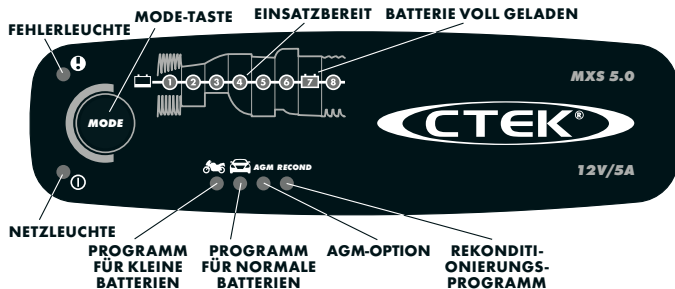 MODE-TASTE
EINSATZBEREIT
BATTERIE VOLL GELADEN
FEHLERLEUCHTE
1 2 3 4 5 6 7 8
MXS 5.0
MODE
CTEK®
AGM RECOND
12V/5A
NETZLEUCHTE
PROGRAMM
FÜR KLEINE
BATTERIEN
PROGRAMM
FÜR NORMALE
BATTERIEN
AGM-OPTION
REKONDITI-
ONIERUNGS-
PROGRAMM